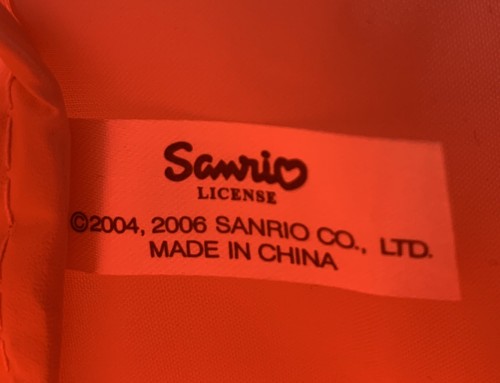 Sanrio
LICENSE
©2004, 2006 SANRIO CO., LTD.
MADE IN CHINA